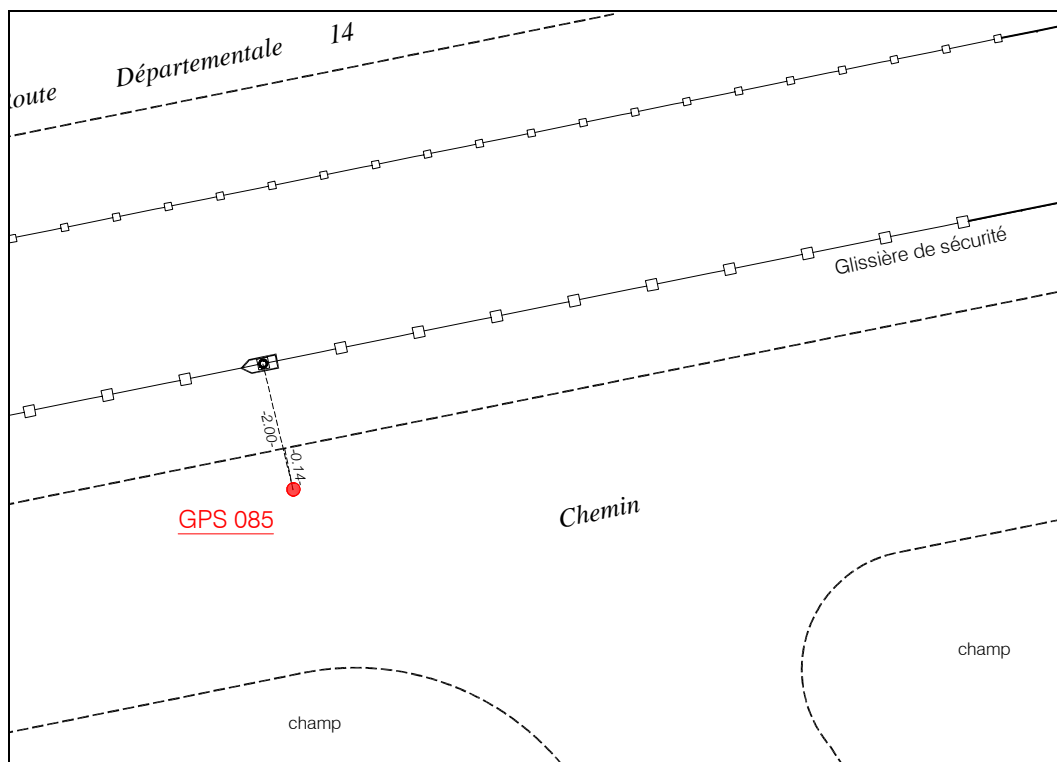 Route Départementale 14
Glissière de sécurité
-2.00-
-0.14-
GPS 085
Chemin
champ
champ